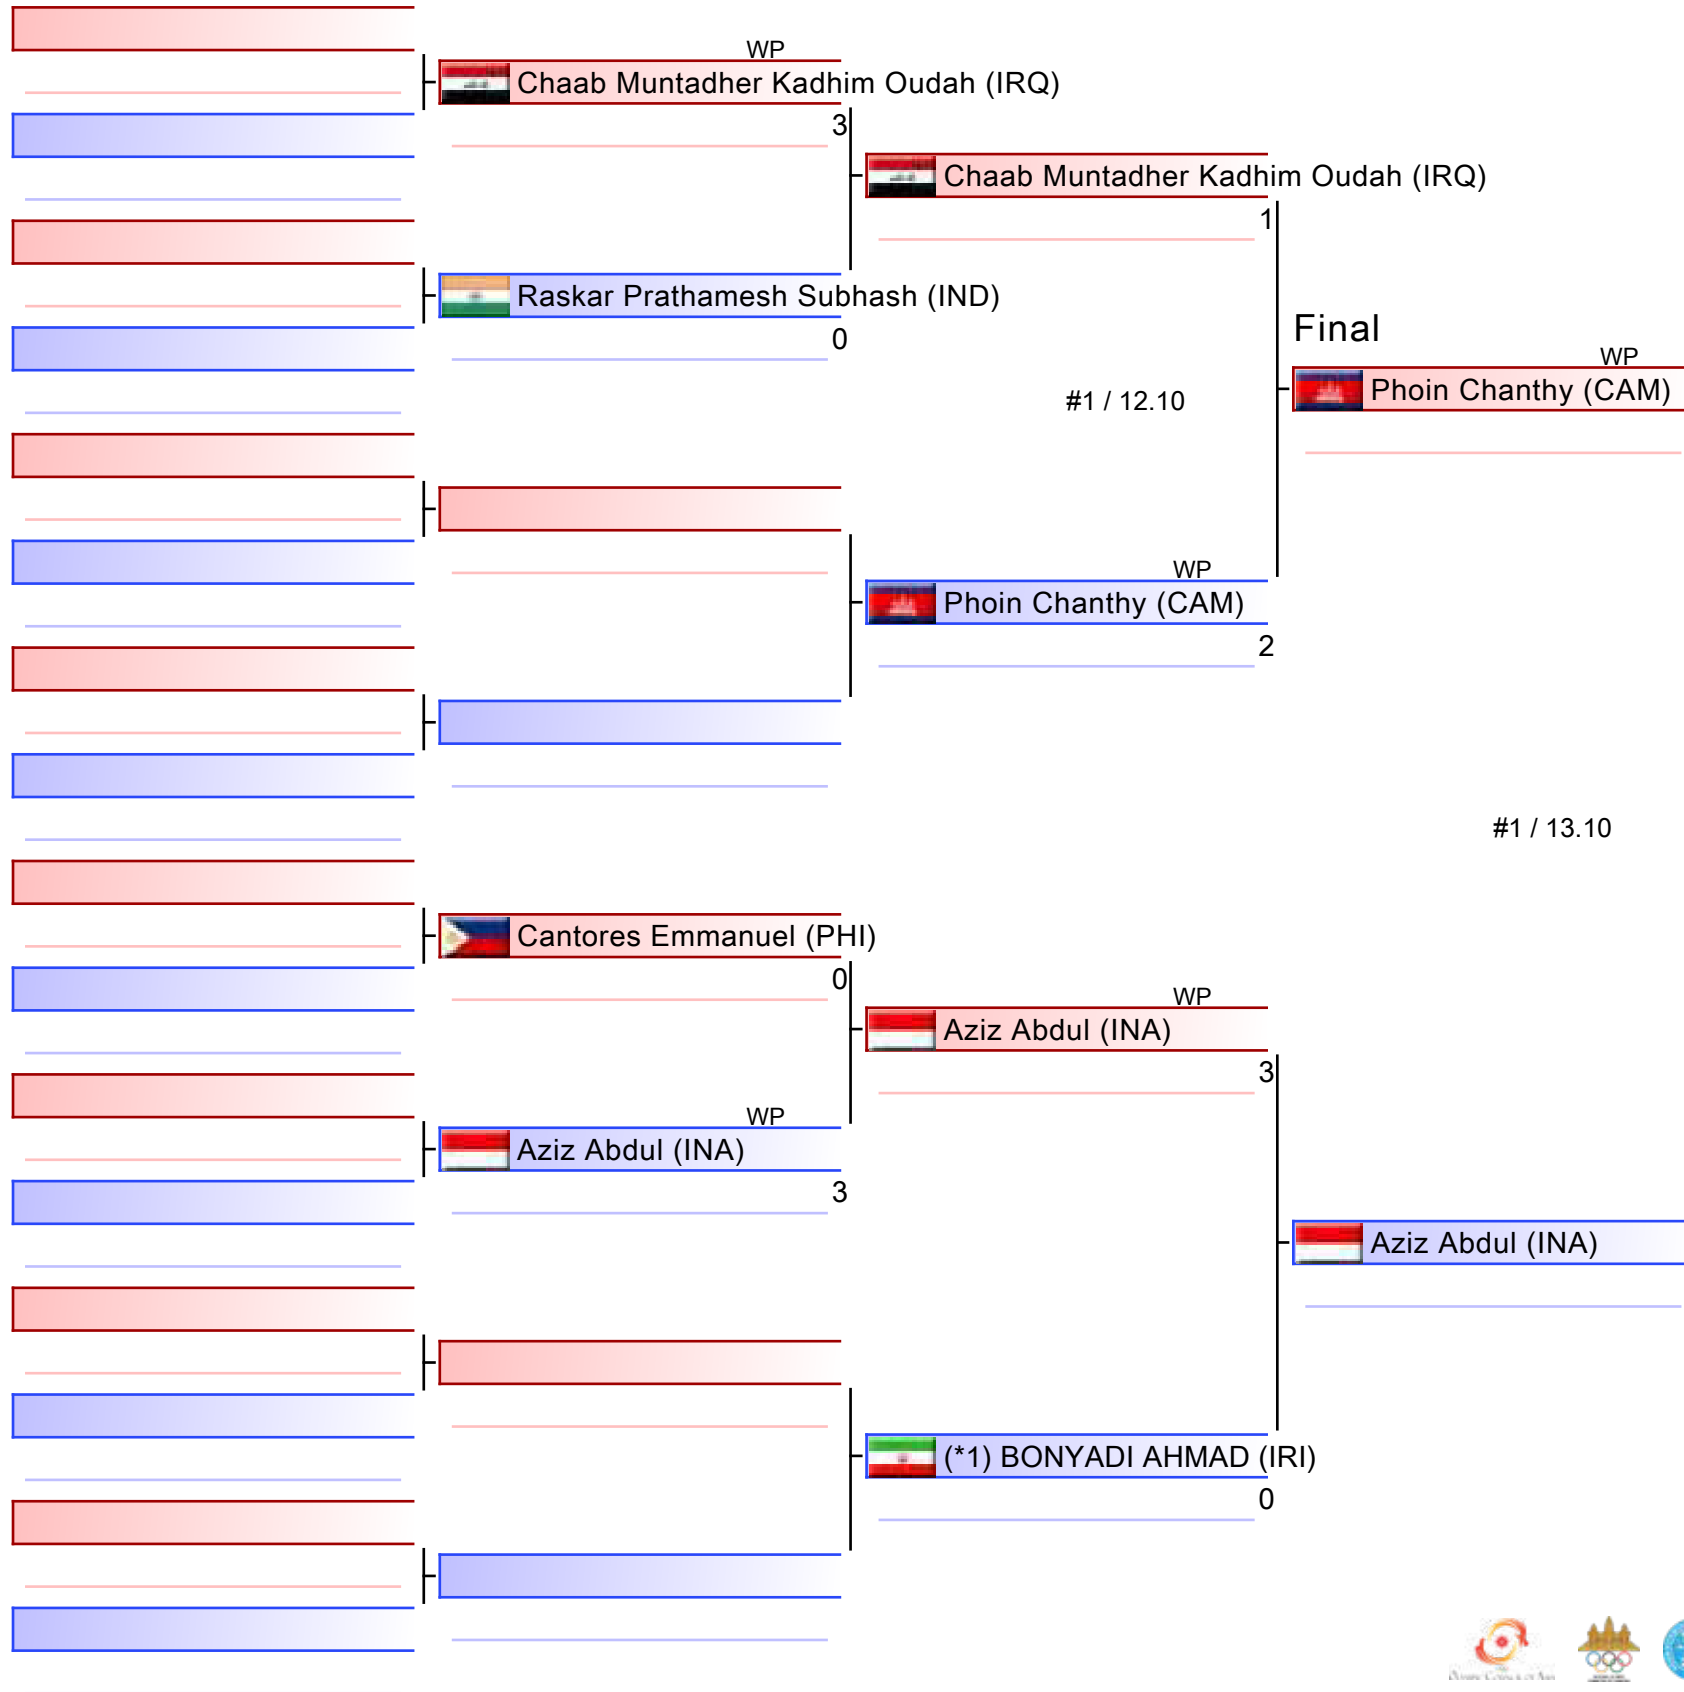 WP
Chaab Muntadher Kadhim Oudah (IRQ)
3
Chaab Muntadher Kadhim Oudah (IRQ)
1
Raskar Prathamesh Subhash (IND)
0
Final
WP
Phoin Chanthy (CAM)
#1 / 12.10
WP
Phoin Chanthy (CAM)
2
#1 / 13.10
Cantores Emmanuel (PHI)
0
WP
Aziz Abdul (INA)
3
WP
Aziz Abdul (INA)
3
Aziz Abdul (INA)
(*1) BONYADI AHMAD (IRI)
0